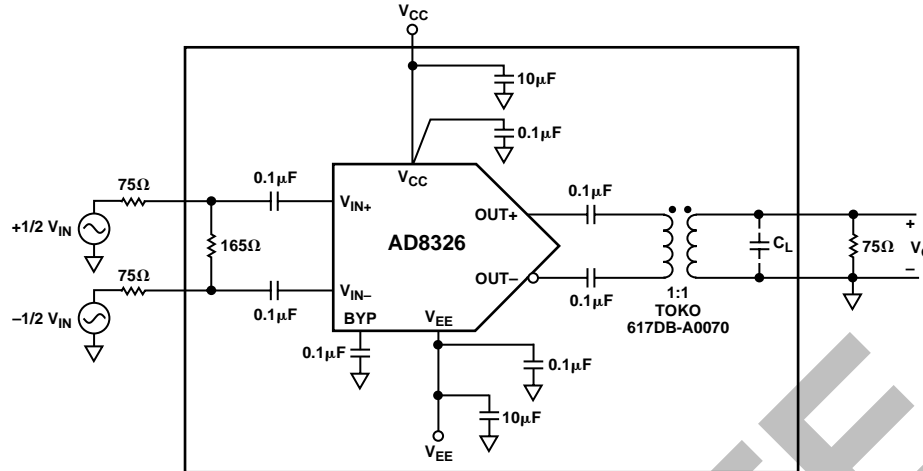 VCC
10µF
0.1µF
VCC
75Ω
+1/2 VIN
0.1µF
VIN+
165Ω
75Ω
–1/2 VIN
0.1µF
VIN–
AD8326
OUT+
OUT–
0.1µF
0.1µF
1:1
TOKO
617DB-A0070
CL
75Ω
+
–
BYP
0.1µF
VEE
0.1µF
10µF
VEE